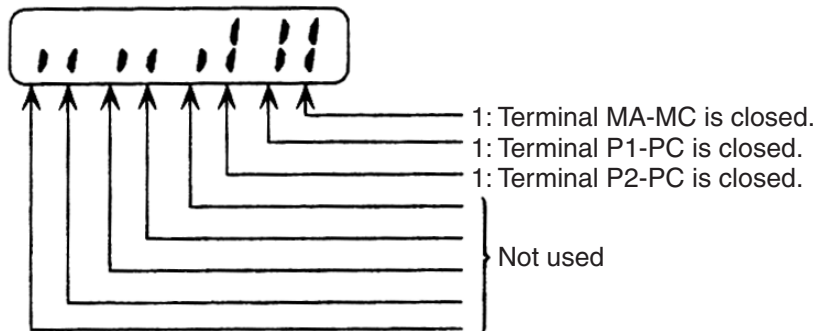 1: Terminal MA-MC is closed.
1: Terminal P1-PC is closed.
1: Terminal P2-PC is closed.
Not used